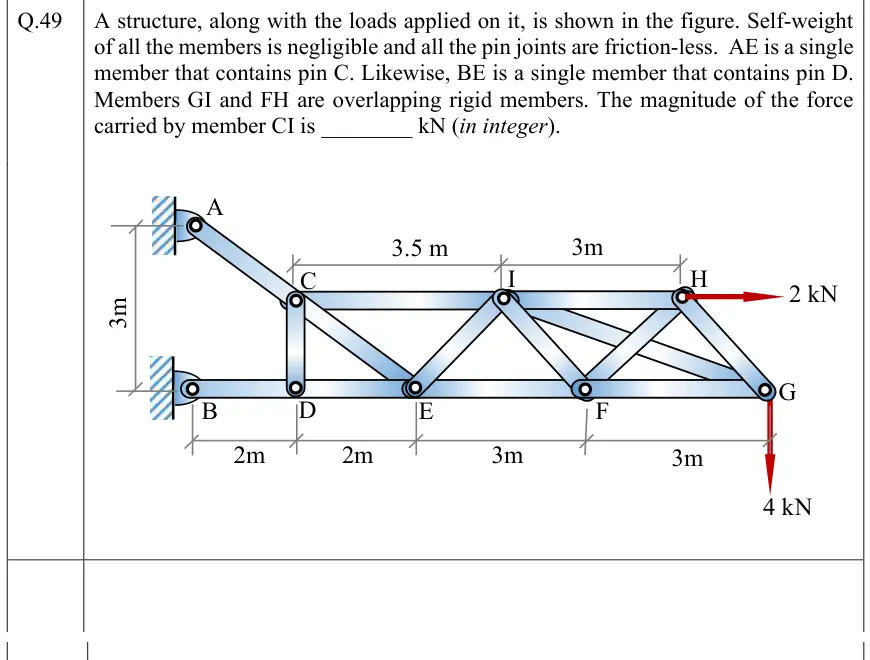 Q.49
A structure, along with the loads applied on it, is shown in the figure. Self-weight
of all the members is negligible and all the pin joints are friction-less. AE is a single
member that contains pin C. Likewise, BE is a single member that contains pin D.
Members GI and FH are overlapping rigid members. The magnitude of the force
carried by member CI is ________ kN (in integer).
A
3.5 m
3m
C
I
H
2 kN
3m
B
D
E
F
G
2m
2m
3m
3m
4 kN